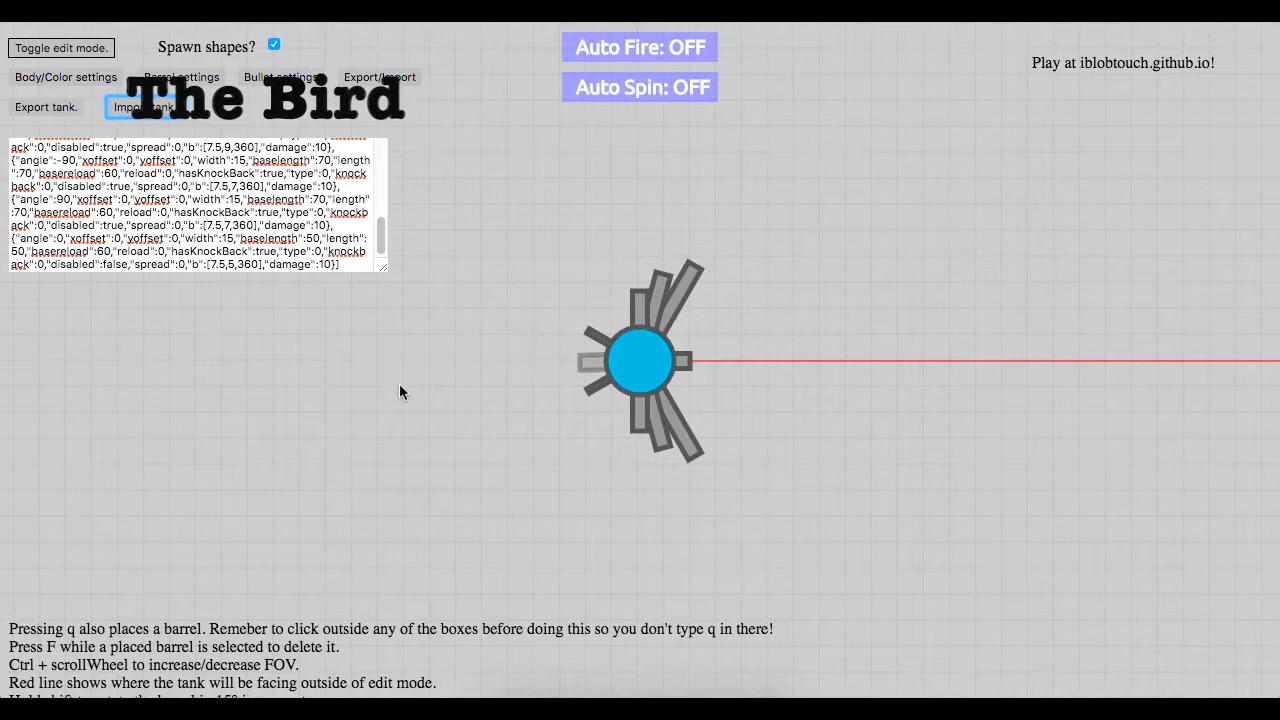 Toggle edit mode. Spawn shapes?
Auto Fire: OFF
Auto Spin: OFF
Play at iblobtouch.github.io!
Body/Color settings Barrel settings Bullet settings Export/Import
Export tank. Import tank.
The Bird
ack":0,"disabled":true,"spread":0,"b":[7.5,9,360],"damage":10},
{"angle":-90,"xoffset":0,"yoffset":0,"width":15,"baselength":70,"length
":70,"basereload":60,"reload":0,"hasKnockBack":true,"type":0,"knock
back":0,"disabled":true,"spread":0,"b":[7.5,7,360],"damage":10},
{"angle":90,"xoffset":0,"yoffset":0,"width":15,"baselength":70,"length"
:70,"basereload":60,"reload":0,"hasKnockBack":true,"type":0,"knockb
ack":0,"disabled":true,"spread":0,"b":[7.5,7,360],"damage":10},
{"angle":0,"xoffset":0,"yoffset":0,"width":15,"baselength":50,"length":
50,"basereload":60,"reload":0,"hasKnockBack":true,"type":0,"knockb
ack":0,"disabled":false,"spread":0,"b":[7.5,5,360],"damage":10}]
Pressing q also places a barrel. Remeber to click outside any of the boxes before doing this so you don't type q in there!
Press F while a placed barrel is selected to delete it.
Ctrl + scrollWheel to increase/decrease FOV.
Red line shows where the tank will be facing outside of edit mode.